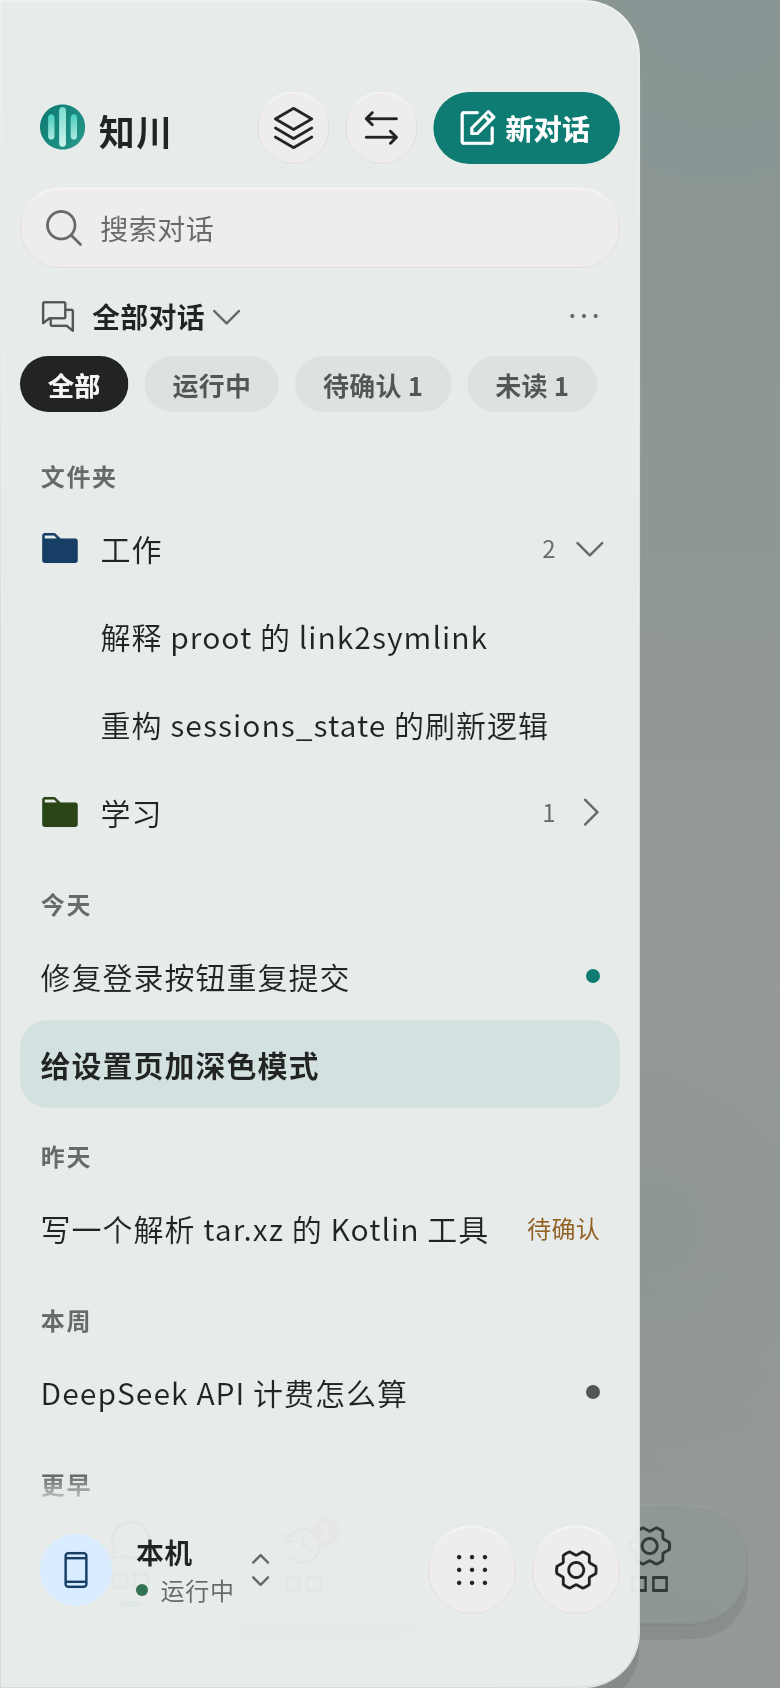 知川
新对话
搜索对话
全部对话
全部
运行中
待确认 1
未读 1
文件夹
工作
2
解释 proot 的 link2symlink
重构 sessions_state 的刷新逻辑
学习
1
今天
修复登录按钮重复提交
给设置页加深色模式
昨天
写一个解析 tar.xz 的 Kotlin 工具
待确认
本周
DeepSeek API 计费怎么算
更早
本机
运行中